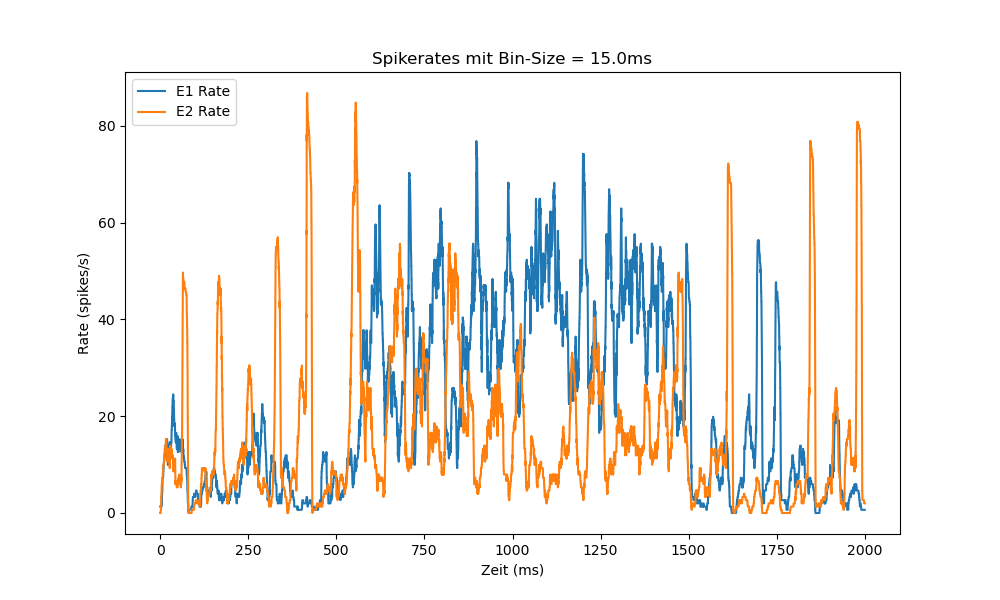 Spikerates mit Bin-Size = 15.0ms
E1 Rate
E2 Rate
Rate (spikes/s)
80
60
40
20
0
0 250 500 750 1000 1250 1500 1750 2000
Zeit (ms)